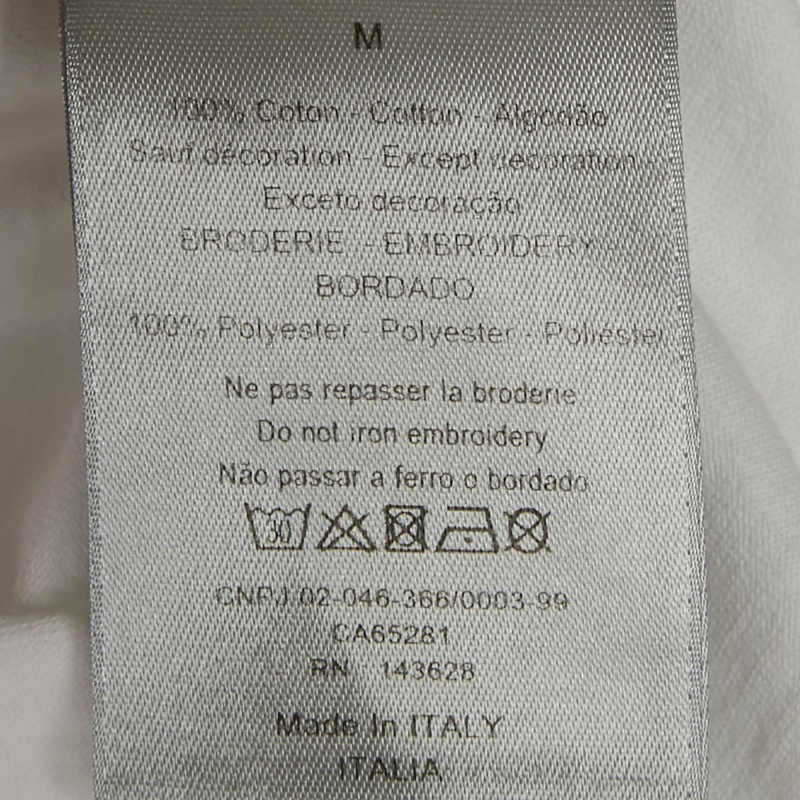 M
100% Coton - Cotton - Algodão
Sauf décoration - Except decoration -
Exceto decoração
BRODERIE - EMBROIDERY -
BORDADO
100% Polyester - Polyester - Poliéster
Ne pas repasser la broderie
Do not iron embroidery
Não passar a ferro o bordado
30
CNPJ 02-046-366/0003-99
CA65281
RN 143628
Made In ITALY
ITALIA